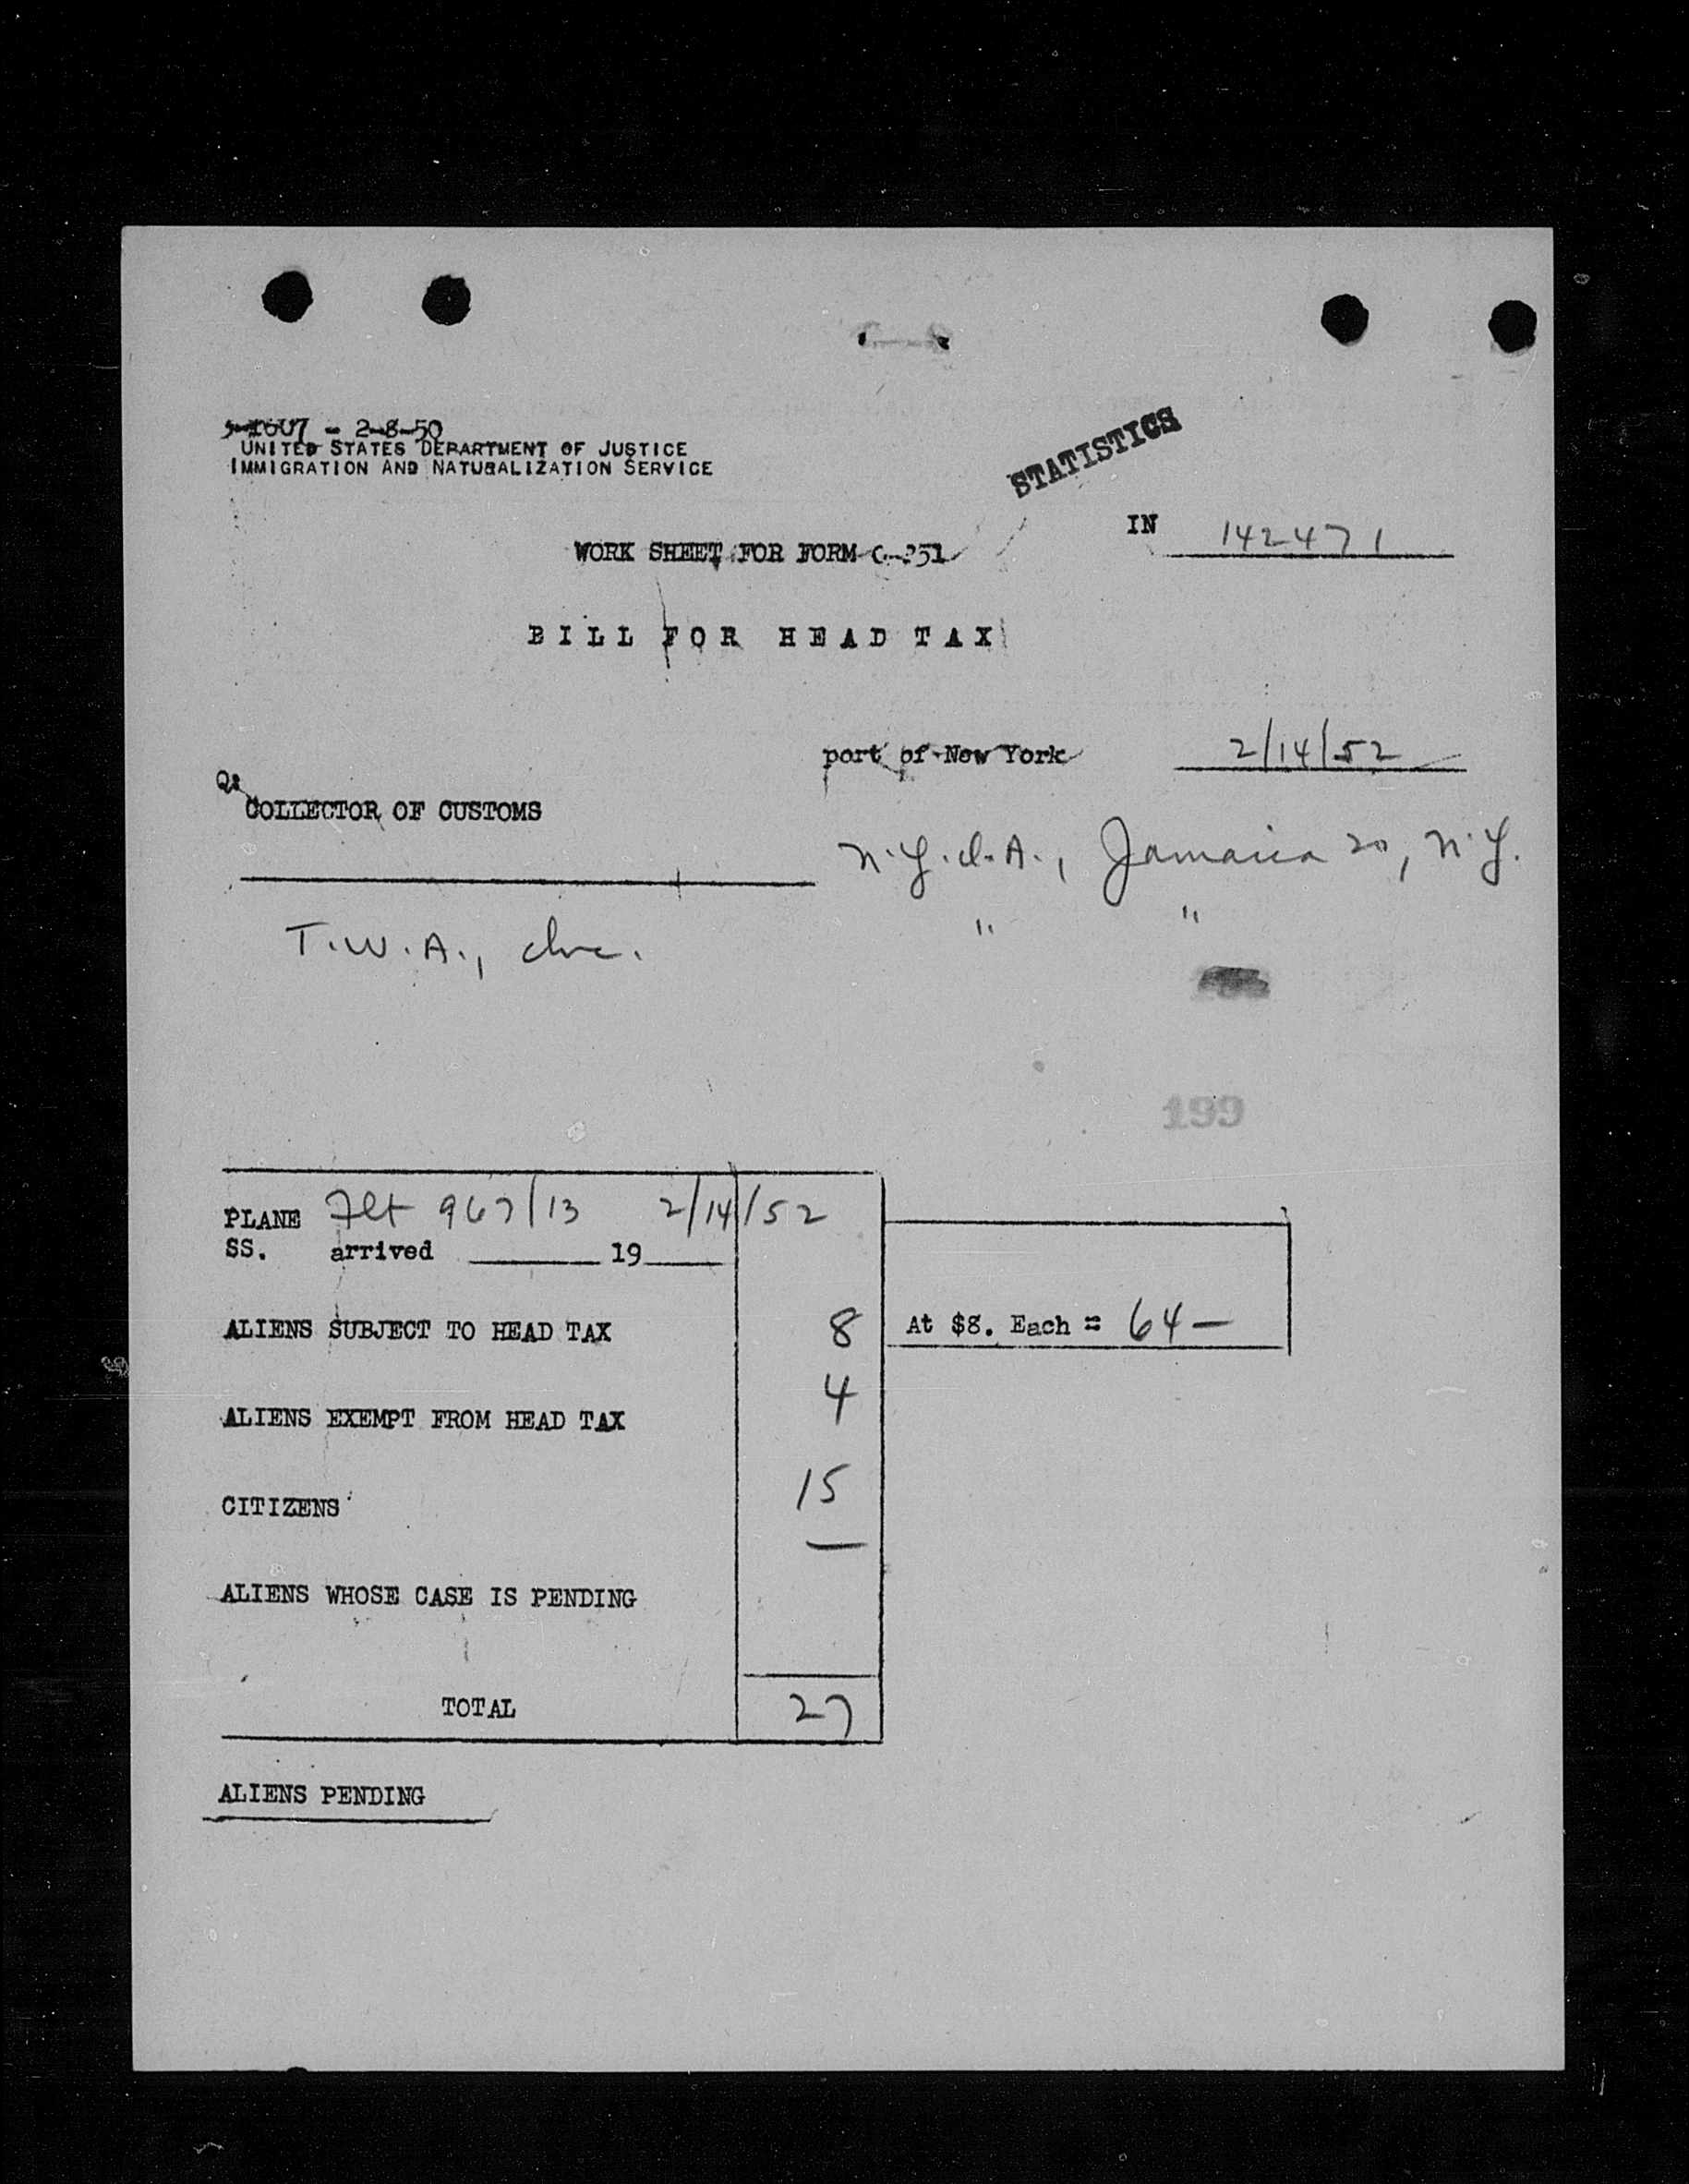 - 2-8-50
UNITED STATES DEPARTMENT OF JUSTICE
IMMIGRATION AND NATURALIZATION SERVICE
STATISTICS
IN 142471
WORK SHEET FOR FORM
BILL FOR HEAD TAX
port of New York 2/14/52
COLLECTOR OF CUSTOMS
N.Y.I.A., Jamaica 20, N.Y.
T.W.A., Inc. " "
199
PLANE Flt 967/13 2/14/52
SS. arrived 19
ALIENS SUBJECT TO HEAD TAX 8 At $8. Each = 64 —
ALIENS EXEMPT FROM HEAD TAX 4
CITIZENS 15
ALIENS WHOSE CASE IS PENDING —
TOTAL 27
ALIENS PENDING